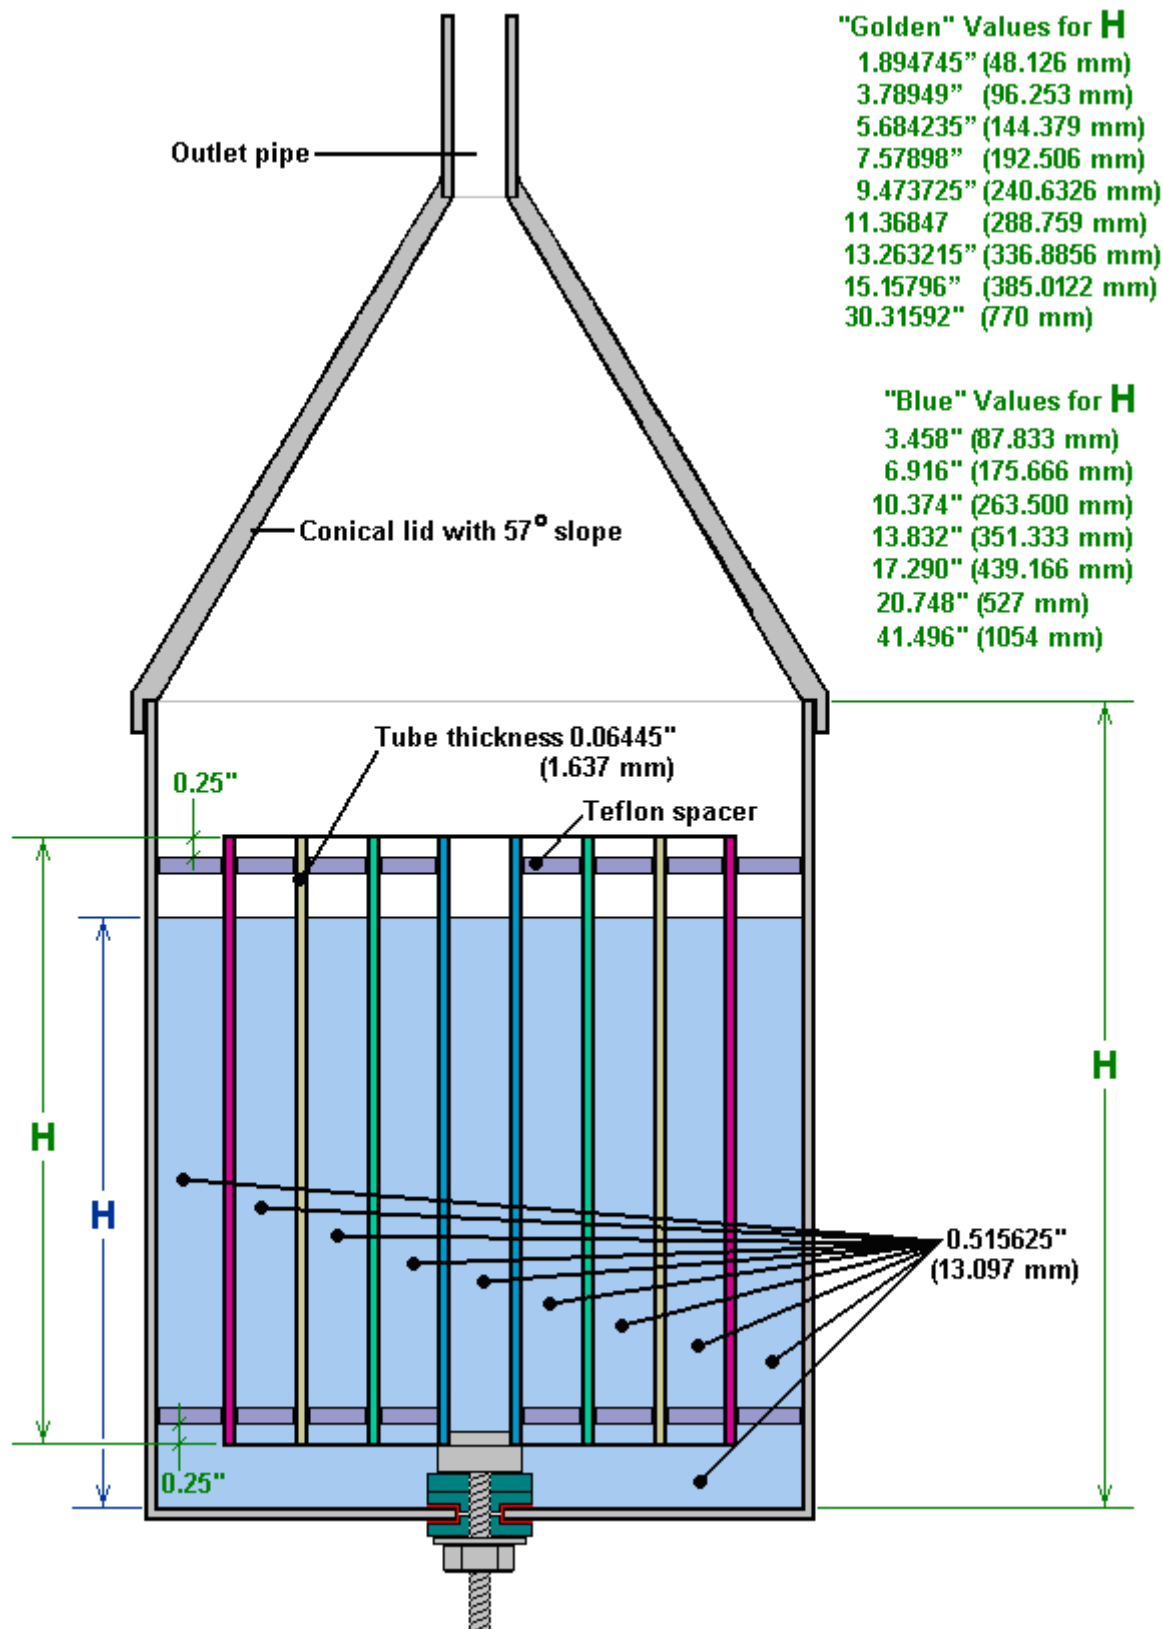 "Golden" Values for H
1.894745” (48.126 mm)
3.78949” (96.253 mm)
5.684235” (144.379 mm)
7.57898” (192.506 mm)
9.473725” (240.6326 mm)
11.36847 (288.759 mm)
13.263215” (336.8856 mm)
15.15796” (385.0122 mm)
30.31592" (770 mm)
Outlet pipe
"Blue" Values for H
3.458" (87.833 mm)
6.916" (175.666 mm)
10.374" (263.500 mm)
13.832" (351.333 mm)
17.290" (439.166 mm)
20.748" (527 mm)
41.496" (1054 mm)
Conical lid with 57° slope
Tube thickness 0.06445"
(1.637 mm)
0.25"
Teflon spacer
H
H
H
0.515625"
(13.097 mm)
0.25"